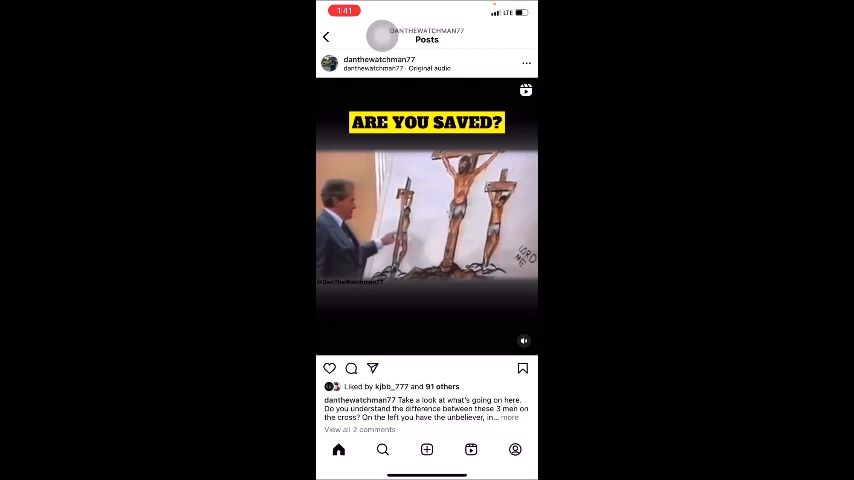 1:41
LTE
DANTHEWATCHMAN77
Posts
danthewatchman77
danthewatchman77 · Original audio
ARE YOU SAVED?
LORD
ME
@DanTheWatchman77
Liked by kjbb_777 and 91 others
danthewatchman77 Take a look at what's going on here.
Do you understand the difference between these 3 men on
the cross? On the left you have the unbeliever, in... more
View all 2 comments